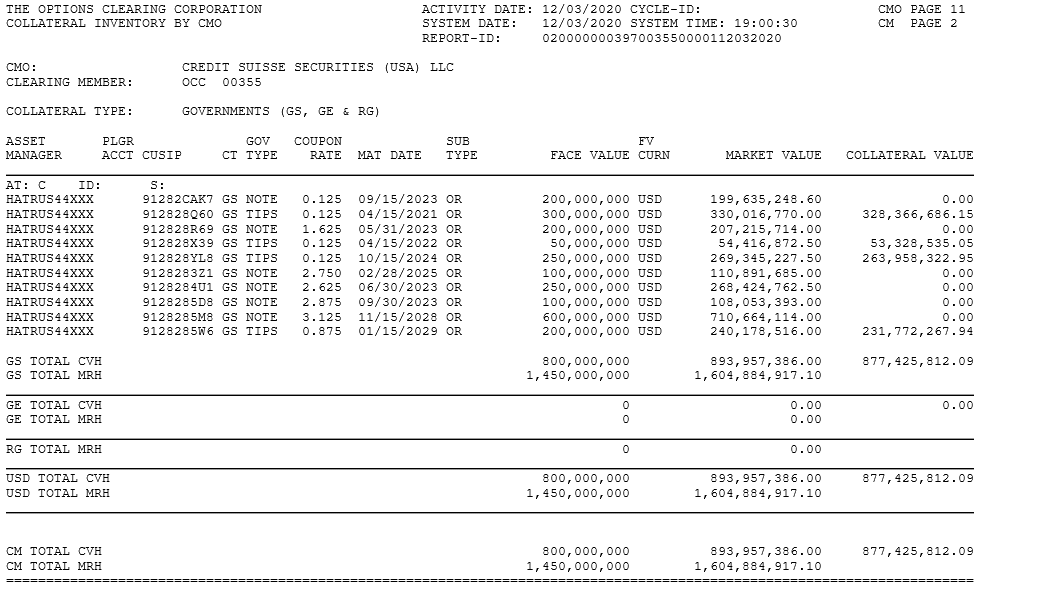 THE OPTIONS CLEARING CORPORATION ACTIVITY DATE: 12/03/2020 CYCLE-ID: CMO PAGE 11
COLLATERAL INVENTORY BY CMO SYSTEM DATE: 12/03/2020 SYSTEM TIME: 19:00:30 CM PAGE 2
REPORT-ID: 02000000039700355000011203202​0
CMO: CREDIT SUISSE SECURITIES (USA) LLC
CLEARING MEMBER: OCC 00355
COLLATERAL TYPE: GOVERNMENTS (GS, GE & RG)
ASSET PLGR GOV COUPON SUB FV
MANAGER ACCT CUSIP CT TYPE RATE MAT DATE TYPE FACE VALUE CURN MARKET VALUE COLLATERAL VALUE
AT: C ID: S:
HATRUS44XXX 91282CAK7 GS NOTE 0.125 09/15/2023 OR 200,000,000 USD 199,635,248.60 0.00
HATRUS44XXX 912828Q60 GS TIPS 0.125 04/15/2021 OR 300,000,000 USD 330,016,770.00 328,366,686.15
HATRUS44XXX 912828R69 GS NOTE 1.625 05/31/2023 OR 200,000,000 USD 207,215,714.00 0.00
HATRUS44XXX 912828X39 GS TIPS 0.125 04/15/2022 OR 50,000,000 USD 54,416,872.50 53,328,535.05
HATRUS44XXX 912828YL8 GS TIPS 0.125 10/15/2024 OR 250,000,000 USD 269,345,227.50 263,958,322.95
HATRUS44XXX 9128283Z1 GS NOTE 2.750 02/28/2025 OR 100,000,000 USD 110,891,685.00 0.00
HATRUS44XXX 9128284U1 GS NOTE 2.625 06/30/2023 OR 250,000,000 USD 268,424,762.50 0.00
HATRUS44XXX 9128285D8 GS NOTE 2.875 09/30/2023 OR 100,000,000 USD 108,053,393.00 0.00
HATRUS44XXX 9128285M8 GS NOTE 3.125 11/15/2028 OR 600,000,000 USD 710,664,114.00 0.00
HATRUS44XXX 9128285W6 GS TIPS 0.875 01/15/2029 OR 200,000,000 USD 240,178,516.00 231,772,267.94
GS TOTAL CVH 800,000,000 893,957,386.00 877,425,812.09
GS TOTAL MRH 1,450,000,000 1,604,884,917.10
GE TOTAL CVH 0 0.00 0.00
GE TOTAL MRH 0 0.00
RG TOTAL MRH 0 0.00
USD TOTAL CVH 800,000,000 893,957,386.00 877,425,812.09
USD TOTAL MRH 1,450,000,000 1,604,884,917.10
CM TOTAL CVH 800,000,000 893,957,386.00 877,425,812.09
CM TOTAL MRH 1,450,000,000 1,604,884,917.10